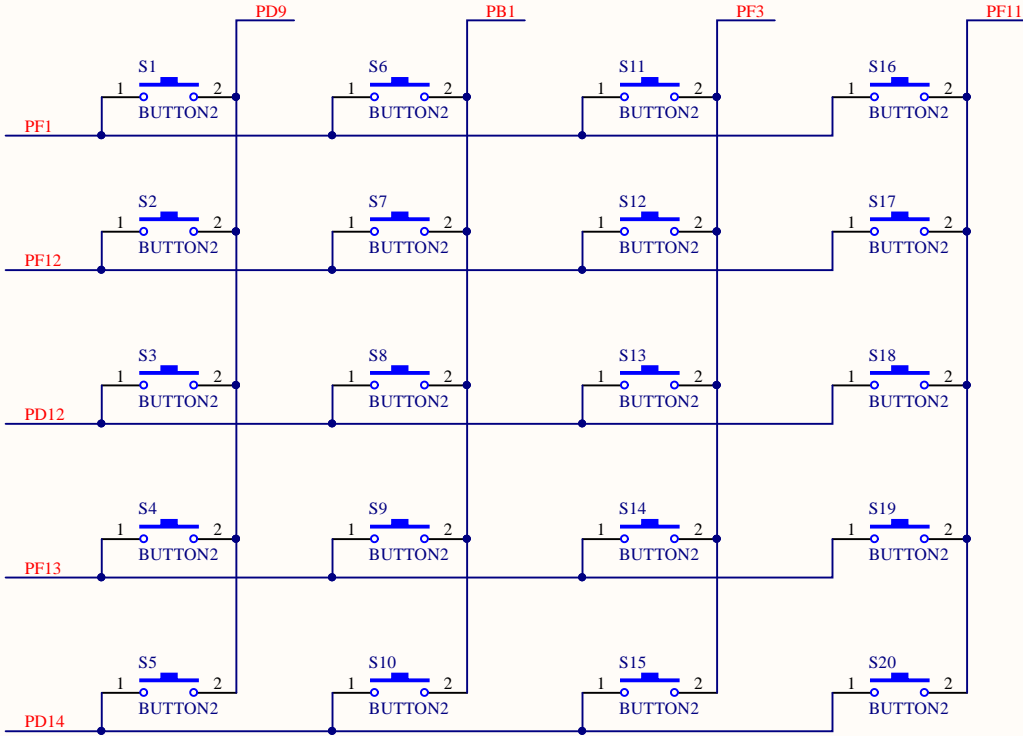 PD9 PB1 PF3 PF11
S1 S6 S11 S16
1 2 1 2 1 2 1 2
BUTTON2 BUTTON2 BUTTON2 BUTTON2
PF1
S2 S7 S12 S17
1 2 1 2 1 2 1 2
BUTTON2 BUTTON2 BUTTON2 BUTTON2
PF12
S3 S8 S13 S18
1 2 1 2 1 2 1 2
BUTTON2 BUTTON2 BUTTON2 BUTTON2
PD12
S4 S9 S14 S19
1 2 1 2 1 2 1 2
BUTTON2 BUTTON2 BUTTON2 BUTTON2
PF13
S5 S10 S15 S20
1 2 1 2 1 2 1 2
BUTTON2 BUTTON2 BUTTON2 BUTTON2
PD14